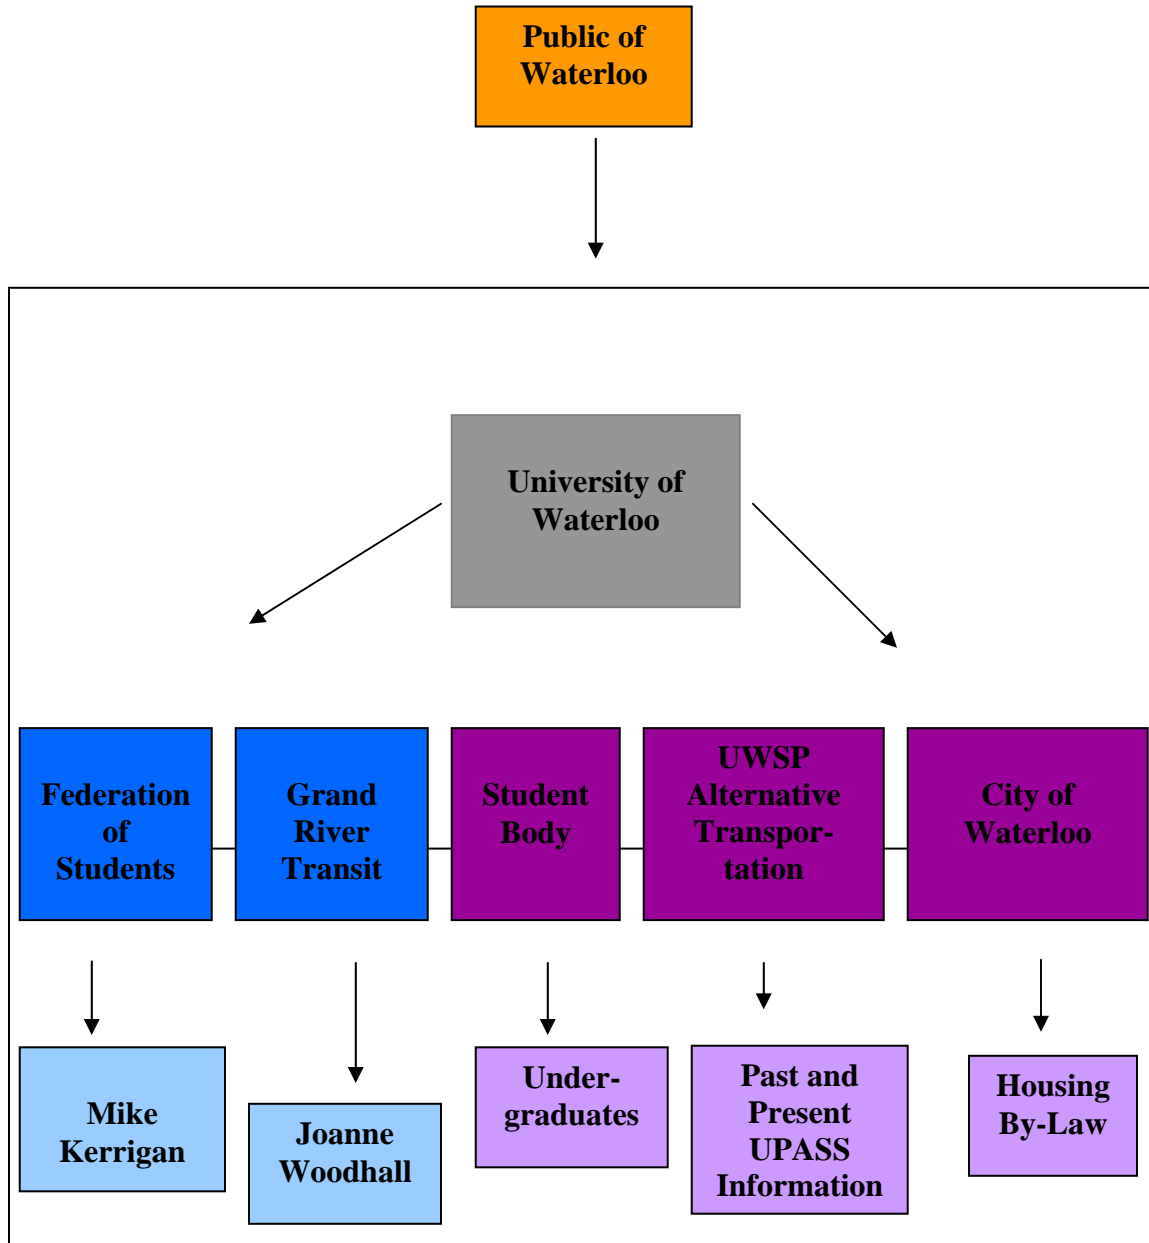 Public of
Waterloo
University of
Waterloo
Federation
of
Students
Grand
River
Transit
Student
Body
UWSP
Alternative
Transpor-
tation
City of
Waterloo
Mike
Kerrigan
Joanne
Woodhall
Under-
graduates
Past and
Present
UPASS
Information
Housing
By-Law